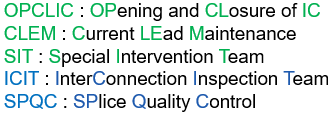 OPCLIC : OPening and CLosure of IC
CLEM : Current LEad Maintenance
SIT : Special Intervention Team
ICIT : InterConnection Inspection Team
SPQC : SPlice Quality Control